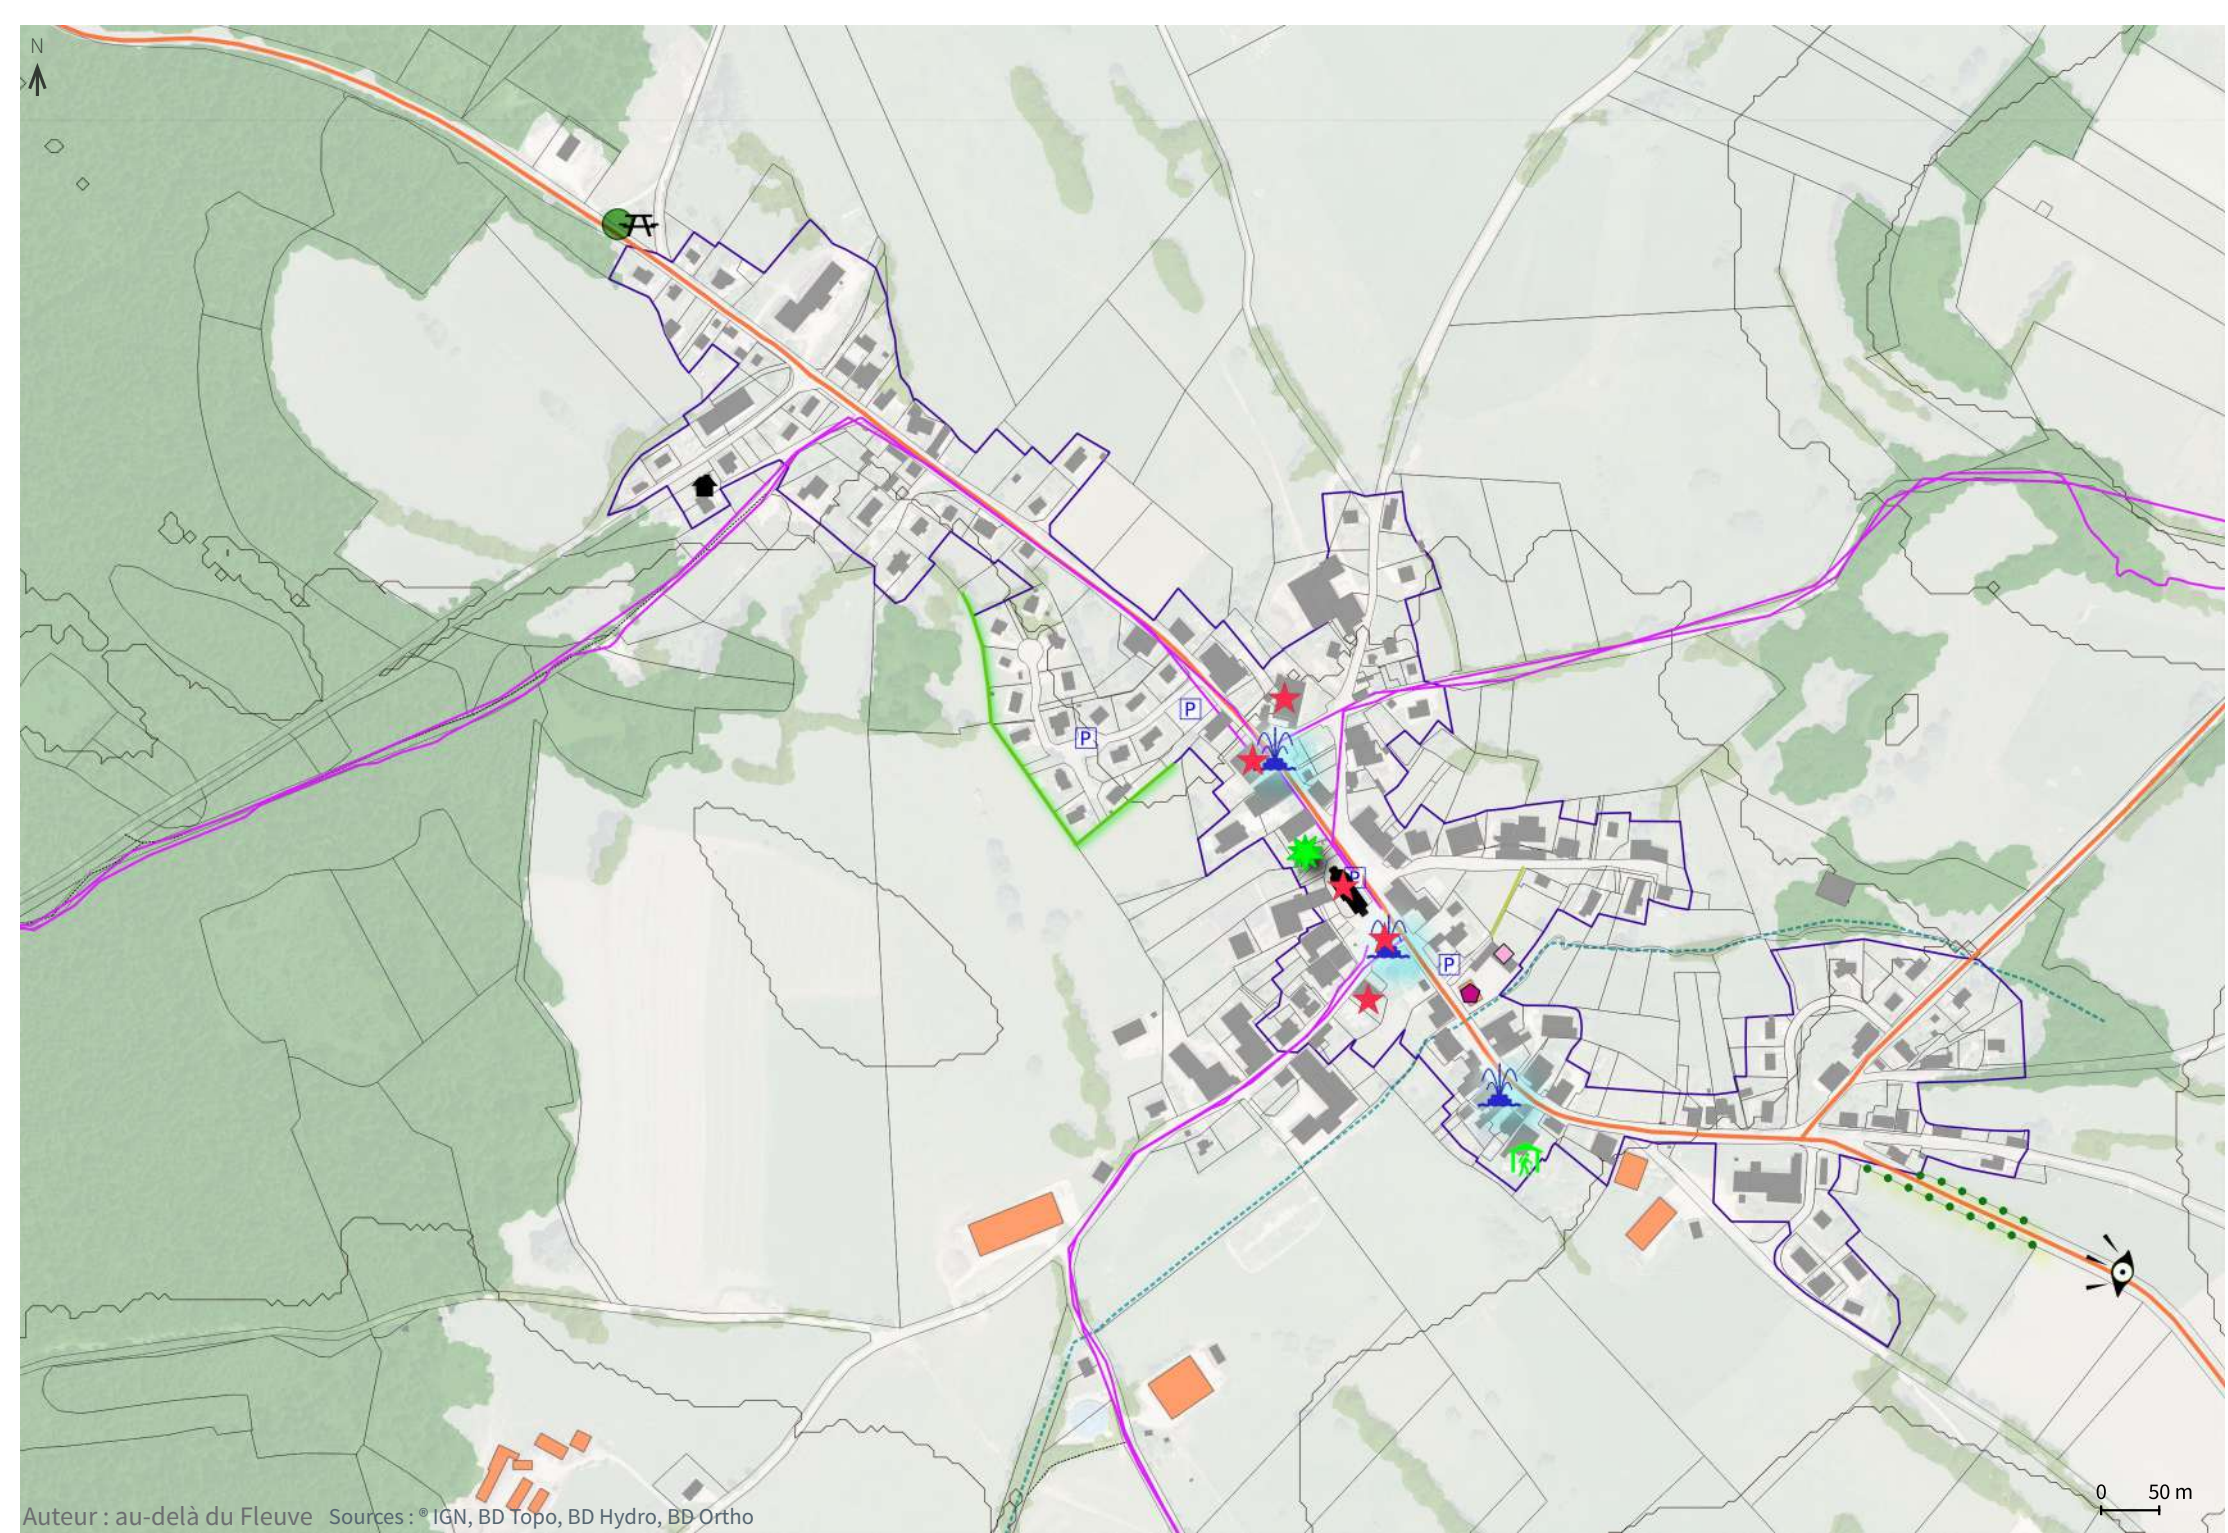 N
P
P
P
P
0 50 m
Auteur : au-delà du Fleuve Sources : ® IGN, BD Topo, BD Hydro, BD Ortho